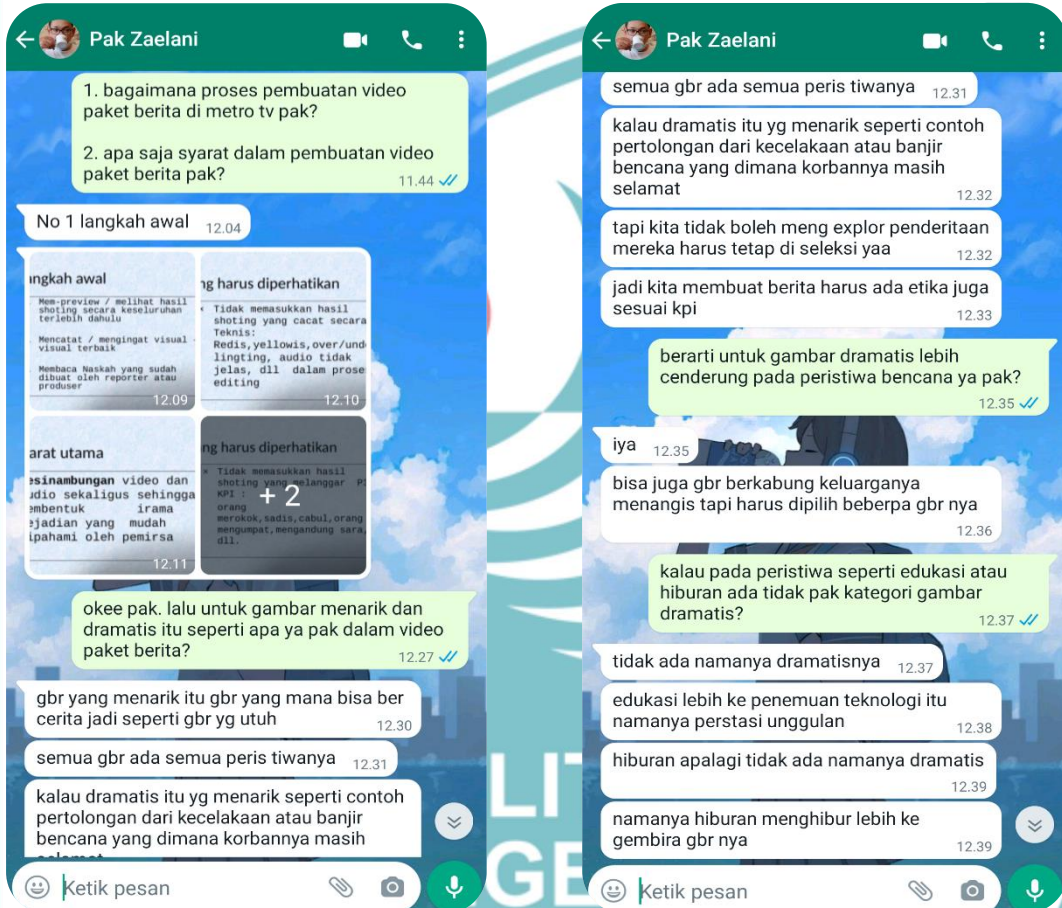 Pak Zaelani
1. bagaimana proses pembuatan video
paket berita di metro tv pak?
2. apa saja syarat dalam pembuatan video
paket berita pak?
11.44
No 1 langkah awal 12.04
angkah awal
Mem-preview / melihat hasil
shoting secara keseluruhan
terlebih dahulu
Mencatat / mengingat visual
visual terbaik
Membaca Naskah yang sudah
dibuat oleh reporter atau
produser
12.09
ng harus diperhatikan
Tidak memasukkan hasil
shoting yang cacat secara
Teknis:
Redis,yellowis,over/und
lingting, audio tidak
jelas, dll dalam prose
editing
12.10
arat utama
esinambungan video dan
udio sekaligus sehingga
embentuk irama
ejadian yang mudah
ipahami oleh pemirsa
12.11
ng harus diperhatikan
Tidak memasukkan hasil
shoting yang melanggar P
KPI :
orang
merokok,sadis,cabul,orang
mengumpat,mengandung sara,
dll.
+ 2
okee pak. lalu untuk gambar menarik dan
dramatis itu seperti apa ya pak dalam video
paket berita?
12.27
gbr yang menarik itu gbr yang mana bisa ber
cerita jadi seperti gbr yg utuh
12.30
semua gbr ada semua peris tiwanya 12.31
kalau dramatis itu yg menarik seperti contoh
pertolongan dari kecelakaan atau banjir
bencana yang dimana korbannya masih
selamat
Ketik pesan
Pak Zaelani
semua gbr ada semua peris tiwanya 12.31
kalau dramatis itu yg menarik seperti contoh
pertolongan dari kecelakaan atau banjir
bencana yang dimana korbannya masih
selamat
12.32
tapi kita tidak boleh meng explor penderitaan
mereka harus tetap di seleksi yaa
12.32
jadi kita membuat berita harus ada etika juga
sesuai kpi
12.33
berarti untuk gambar dramatis lebih
cenderung pada peristiwa bencana ya pak?
12.35
iya 12.35
bisa juga gbr berkabung keluarganya
menangis tapi harus dipilih beberpa gbr nya
12.36
kalau pada peristiwa seperti edukasi atau
hiburan ada tidak pak kategori gambar
dramatis?
12.37
tidak ada namanya dramatisnya 12.37
edukasi lebih ke penemuan teknologi itu
namanya perstasi unggulan
12.38
hiburan apalagi tidak ada namanya dramatis
12.39
namanya hiburan menghibur lebih ke
gembira gbr nya
12.39
Ketik pesan
LIT
GE